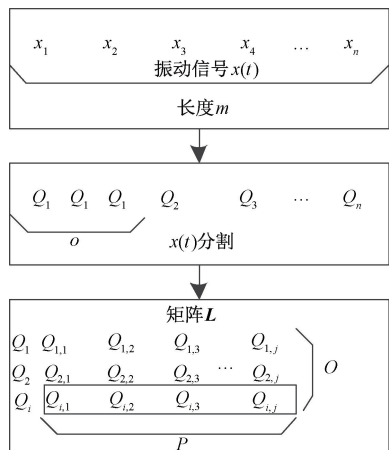 x₁ x₂ x₃ x₄ … xₙ
振动信号x(t)
长度m
Q₁ Q₁ Q₁ Q₂ Q₃ … Qₙ
o
x(t)分割
矩阵L
Q₁ Q₁,₁ Q₁,₂ Q₁,₃ Q₁,ⱼ
Q₂ Q₂,₁ Q₂,₂ Q₂,₃ … Q₂,ⱼ O
Qᵢ Qᵢ,₁ Qᵢ,₂ Qᵢ,₃ Qᵢ,ⱼ
P